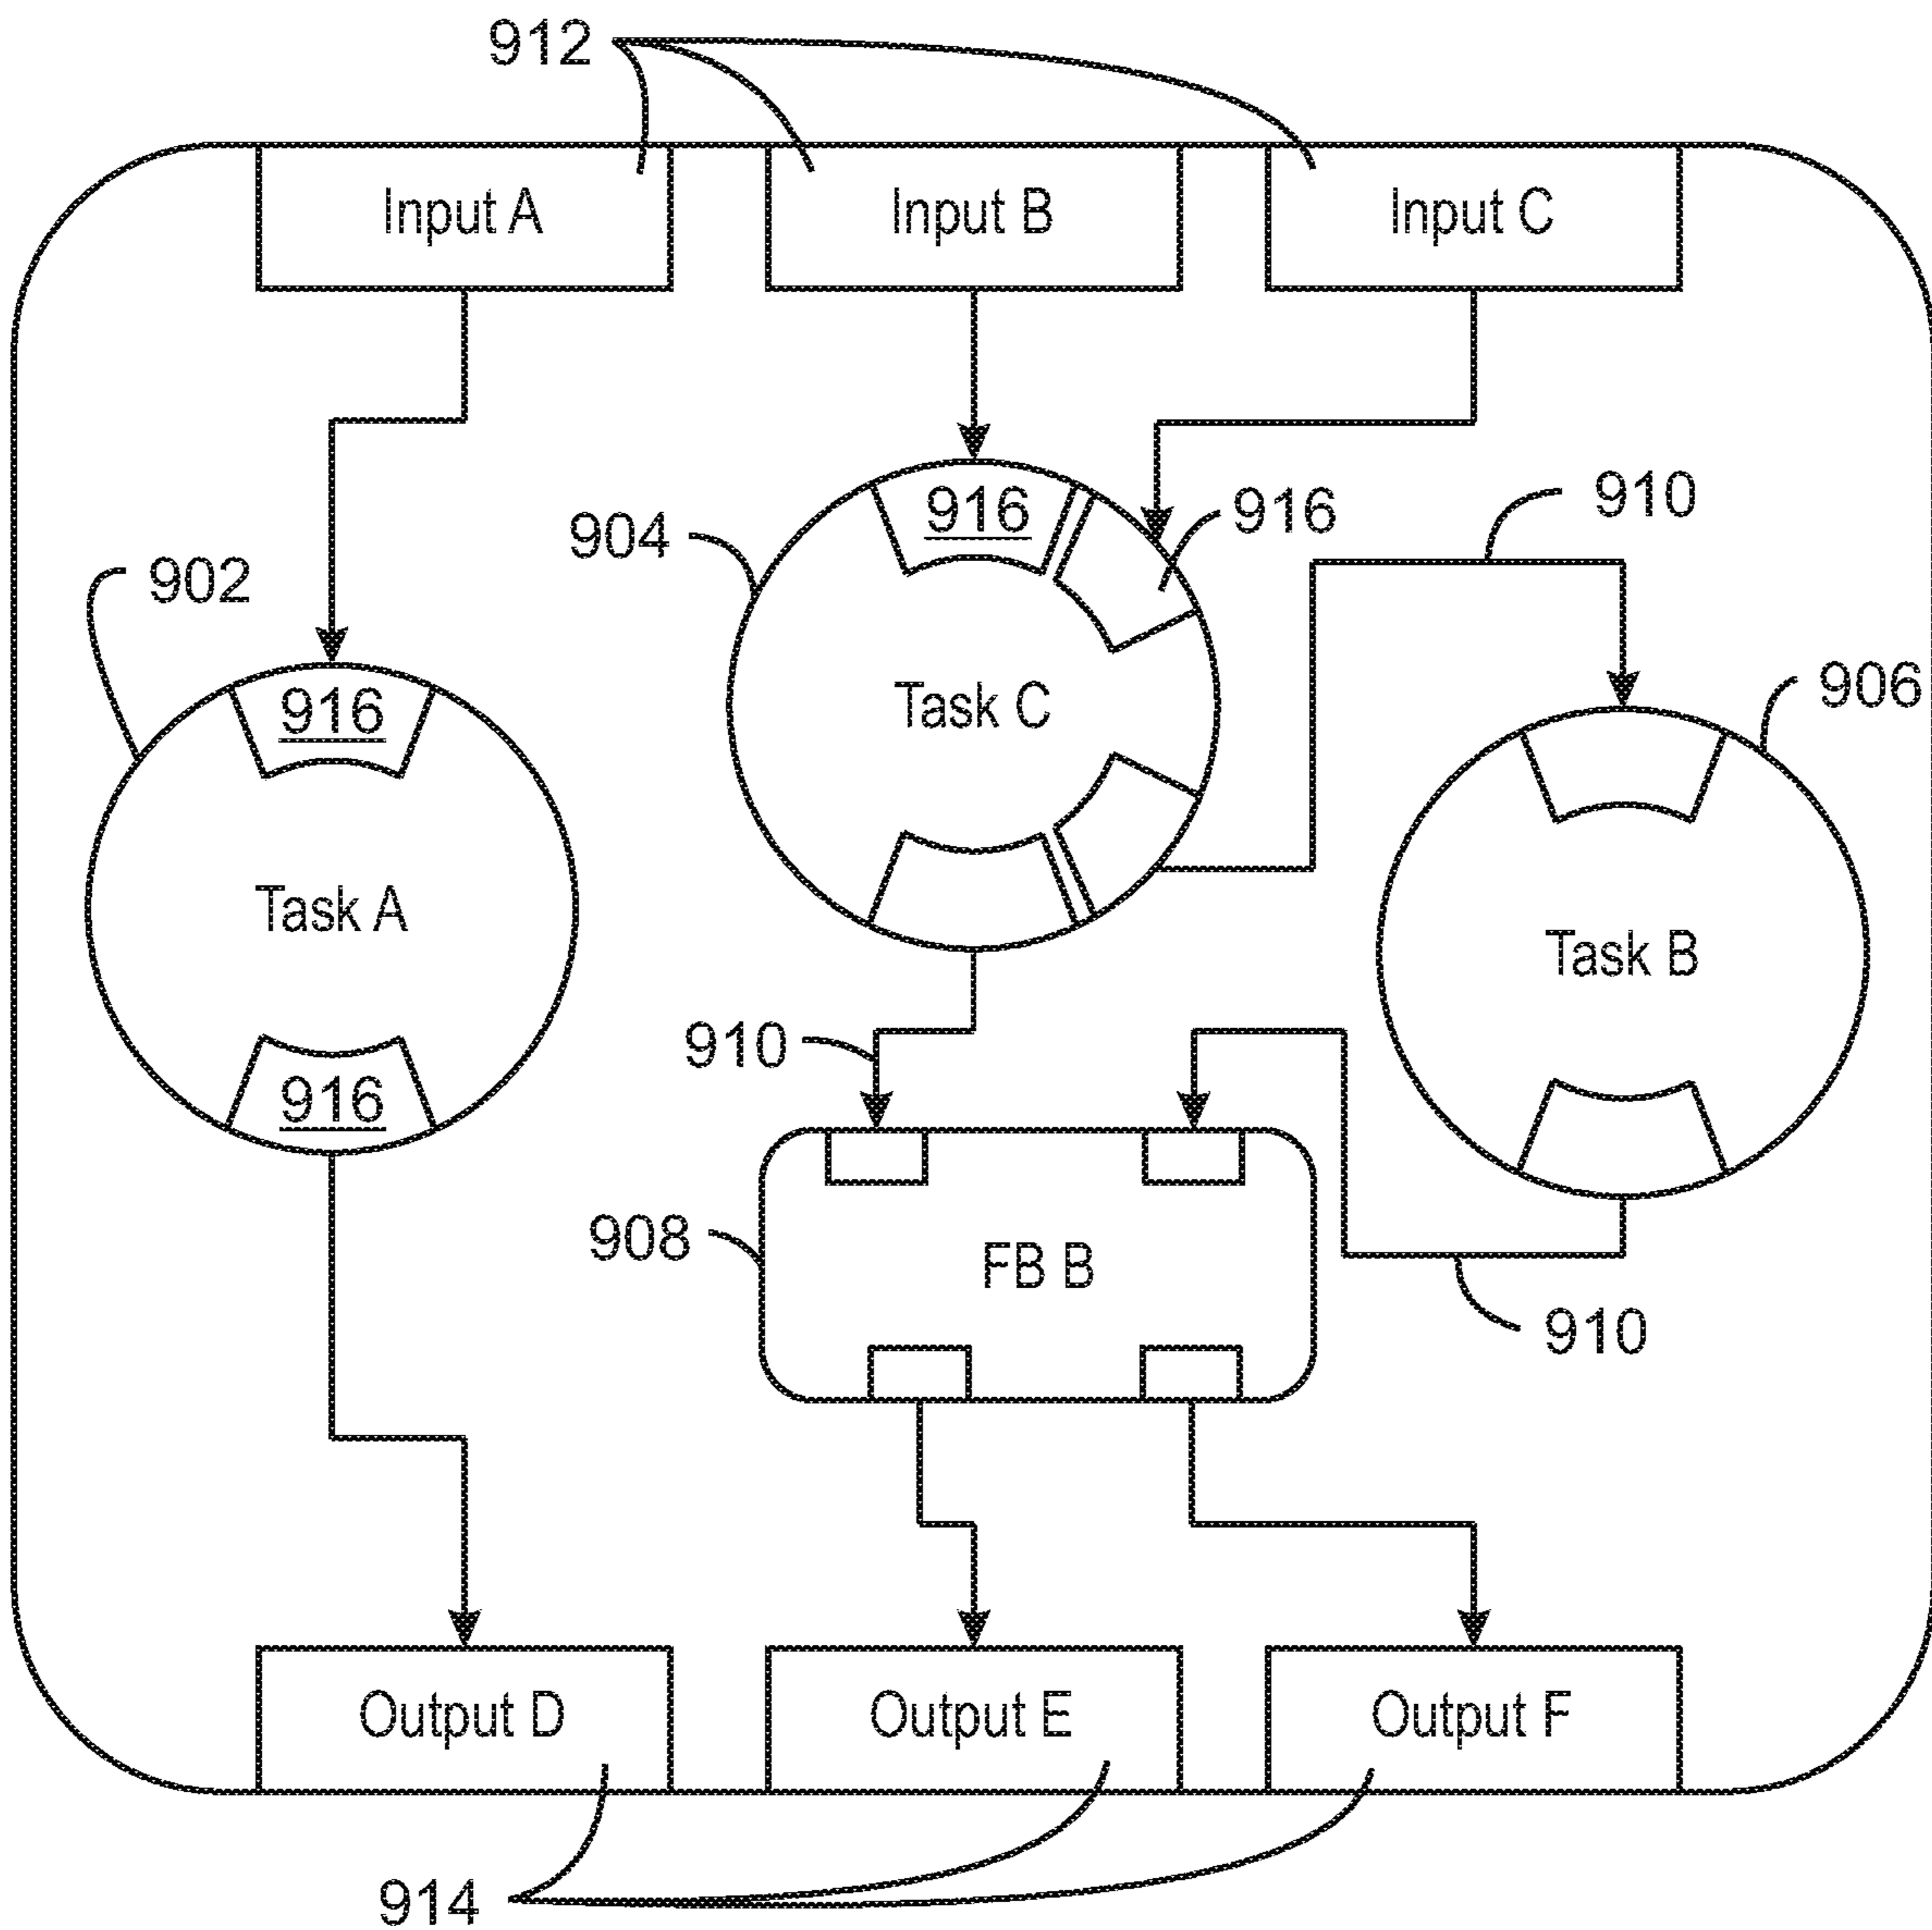 912
Input A
Input B
Input C
916
916
910
904
902
906
916
Task C
Task A
Task B
910
916
908
FB B
910
Output D
Output E
Output F
914